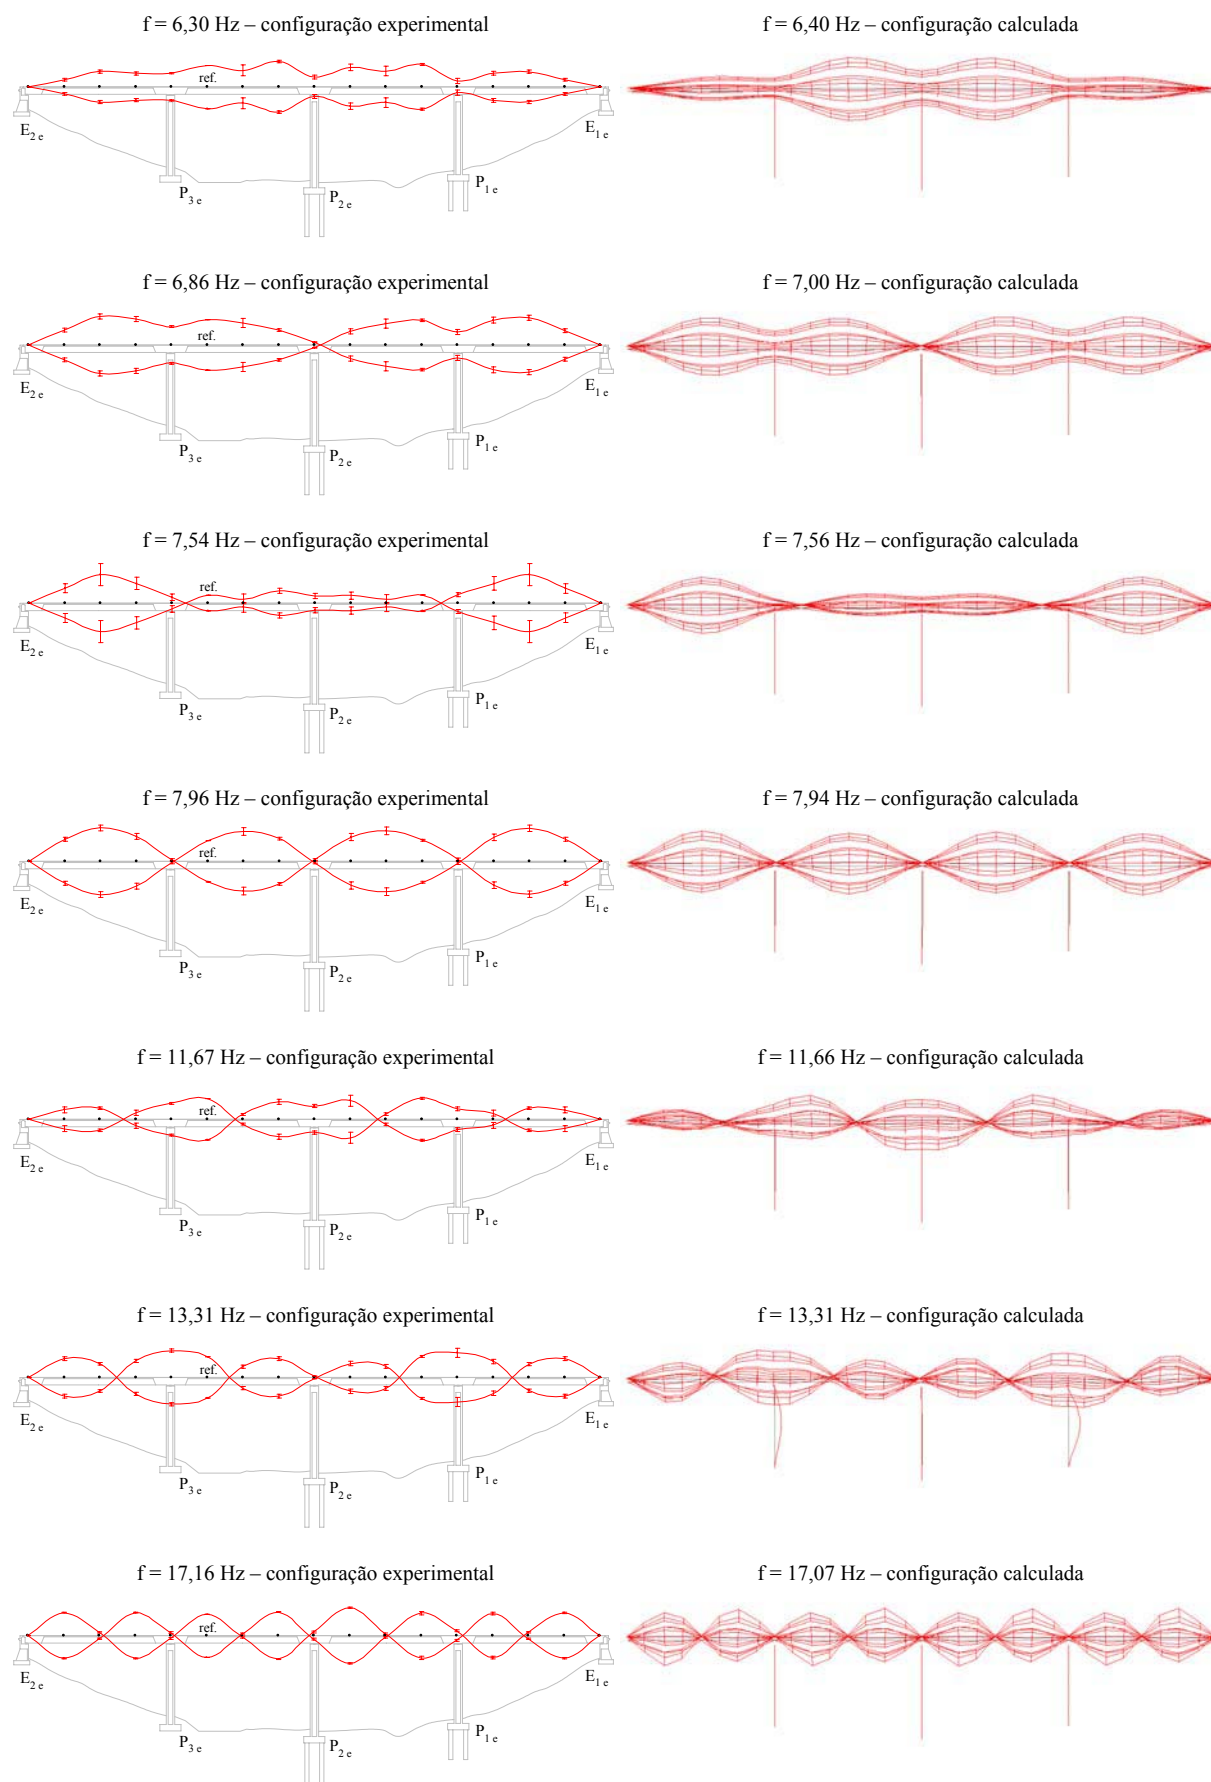 f = 6,30 Hz – configuração experimental
f = 6,40 Hz – configuração calculada
ref.
E2 e
P3 e
P2 e
P1 e
E1 e
f = 6,86 Hz – configuração experimental
f = 7,00 Hz – configuração calculada
ref.
E2 e
P3 e
P2 e
P1 e
E1 e
f = 7,54 Hz – configuração experimental
f = 7,56 Hz – configuração calculada
ref.
E2 e
P3 e
P2 e
P1 e
E1 e
f = 7,96 Hz – configuração experimental
f = 7,94 Hz – configuração calculada
ref.
E2 e
P3 e
P2 e
P1 e
E1 e
f = 11,67 Hz – configuração experimental
f = 11,66 Hz – configuração calculada
ref.
E2 e
P3 e
P2 e
P1 e
E1 e
f = 13,31 Hz – configuração experimental
f = 13,31 Hz – configuração calculada
ref.
E2 e
P3 e
P2 e
P1 e
E1 e
f = 17,16 Hz – configuração experimental
f = 17,07 Hz – configuração calculada
ref.
E2 e
P3 e
P2 e
P1 e
E1 e